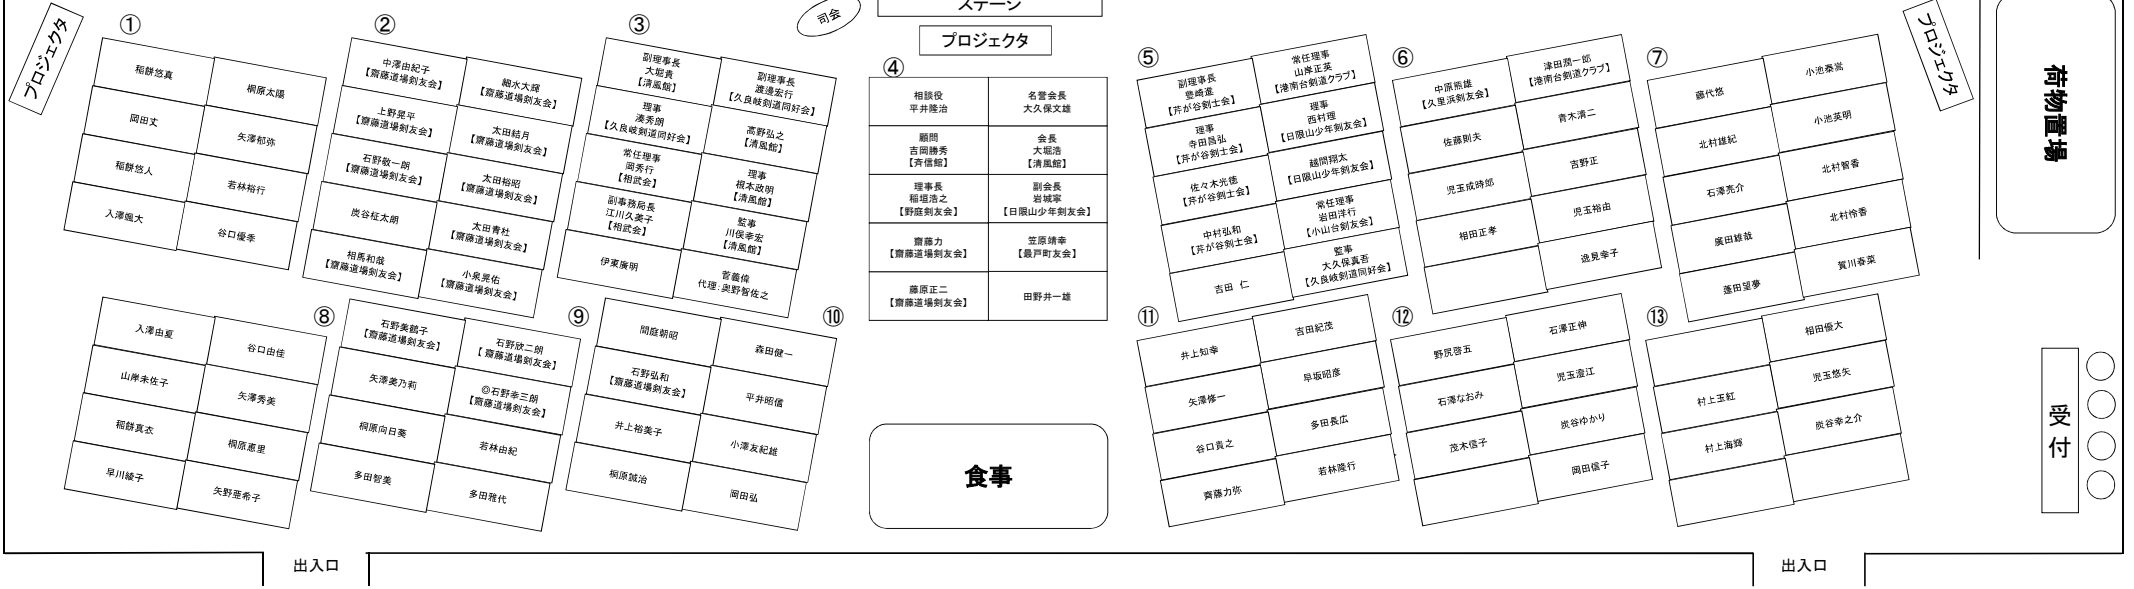 ステージ
司会
プロジェクタ
プロジェクタ
プロジェクタ
荷物置場
①
稲餅悠真
桐原太陽
岡田丈
矢澤郁弥
稲餅悠人
若林裕行
入澤颯大
谷口優季
②
中澤由紀子
【齋藤道場剣友会】
細水大輝
【齋藤道場剣友会】
上野晃平
【齋藤道場剣友会】
太田結月
【齋藤道場剣友会】
石野敬一朗
【齋藤道場剣友会】
太田裕昭
【齋藤道場剣友会】
炭谷柾太朗
太田青杜
【齋藤道場剣友会】
相馬和哉
【齋藤道場剣友会】
小泉晃佑
【齋藤道場剣友会】
③
副理事長
大堀貴
【清風館】
副理事長
渡邊宏行
【久良岐剣道同好会】
理事
湊秀朗
【久良岐剣道同好会】
高野弘之
【清風館】
常任理事
岡秀行
【相武会】
理事
根本政明
【清風館】
副事務局長
江川久美子
【相武会】
監事
川俣幸宏
【清風館】
伊東廣明
菅義偉
代理:奥野智佐之
④
相談役
平井隆治
名誉会長
大久保文雄
顧問
吉岡勝秀
【斉信館】
会長
大堀浩
【清風館】
理事長
稲垣浩之
【野庭剣友会】
副会長
岩城寧
【日限山少年剣友会】
齋藤力
【齋藤道場剣友会】
笠原靖幸
【最戸町友会】
藤原正二
【齋藤道場剣友会】
田野井一雄
⑤
副理事長
豊崎進
【芹が谷剣士会】
常任理事
山岸正英
【港南台剣道クラブ】
理事
寺田昌弘
【芹が谷剣士会】
理事
西村理
【日限山少年剣友会】
佐々木光徳
【芹が谷剣士会】
越間翔太
【日限山少年剣友会】
中村弘和
【芹が谷剣士会】
常任理事
岩田洋行
【小山台剣友会】
吉田 仁
監事
大久保真吾
【久良岐剣道同好会】
⑥
中原熊雄
【久里浜剣友会】
津田潤一郎
【港南台剣道クラブ】
佐藤則夫
青木清二
児玉成時郎
吉野正
相田正孝
児玉裕由
逸見幸子
⑦
藤代悠
小池泰嵩
北村雄紀
小池英明
石澤亮介
北村智香
廣田雄哉
北村怜香
蓬田望夢
賀川春菜
⑧
入澤由夏
谷口由佳
山岸未佐子
矢澤秀美
稲餅真衣
桐原恵里
早川綾子
矢野亜希子
⑨
石野美鶴子
【齋藤道場剣友会】
石野欣二朗
【 齋藤道場剣友会】
矢澤美乃莉
◎石野幸三朗
【齋藤道場剣友会】
桐原向日葵
若林由紀
多田智美
多田雅代
⑩
間庭朝昭
森田健一
石野弘和
【齋藤道場剣友会】
平井昭信
井上裕美子
小澤友紀雄
桐原誠治
岡田弘
食事
⑪
井上知幸
吉田紀茂
矢澤修一
早坂昭彦
谷口貴之
多田長広
齊藤力弥
若林隆行
⑫
野尻啓五
石澤正伸
石澤なおみ
児玉澄江
茂木信子
炭谷ゆかり
岡田信子
⑬
相田優大
村上玉紅
児玉悠矢
村上海輝
炭谷幸之介
受付
出入口
出入口